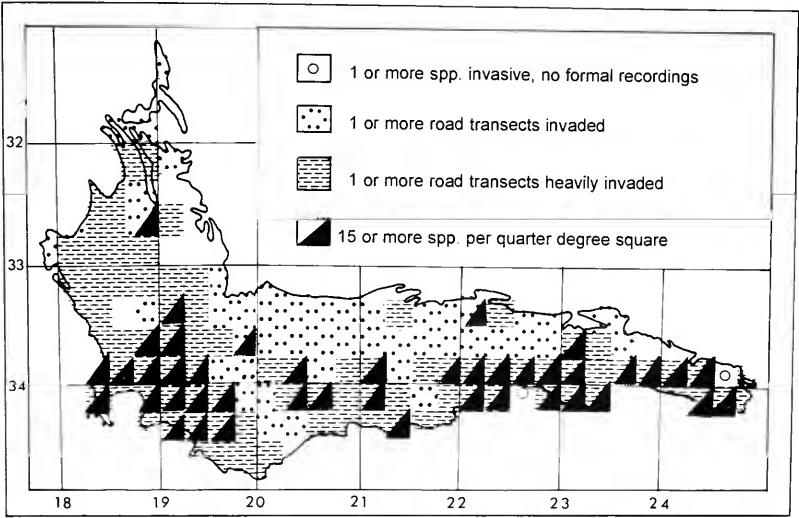 1 or more spp. invasive, no formal recordings
1 or more road transects invaded
1 or more road transects heavily invaded
15 or more spp. per quarter degree square
32
33
34
18 19 20 21 22 23 24